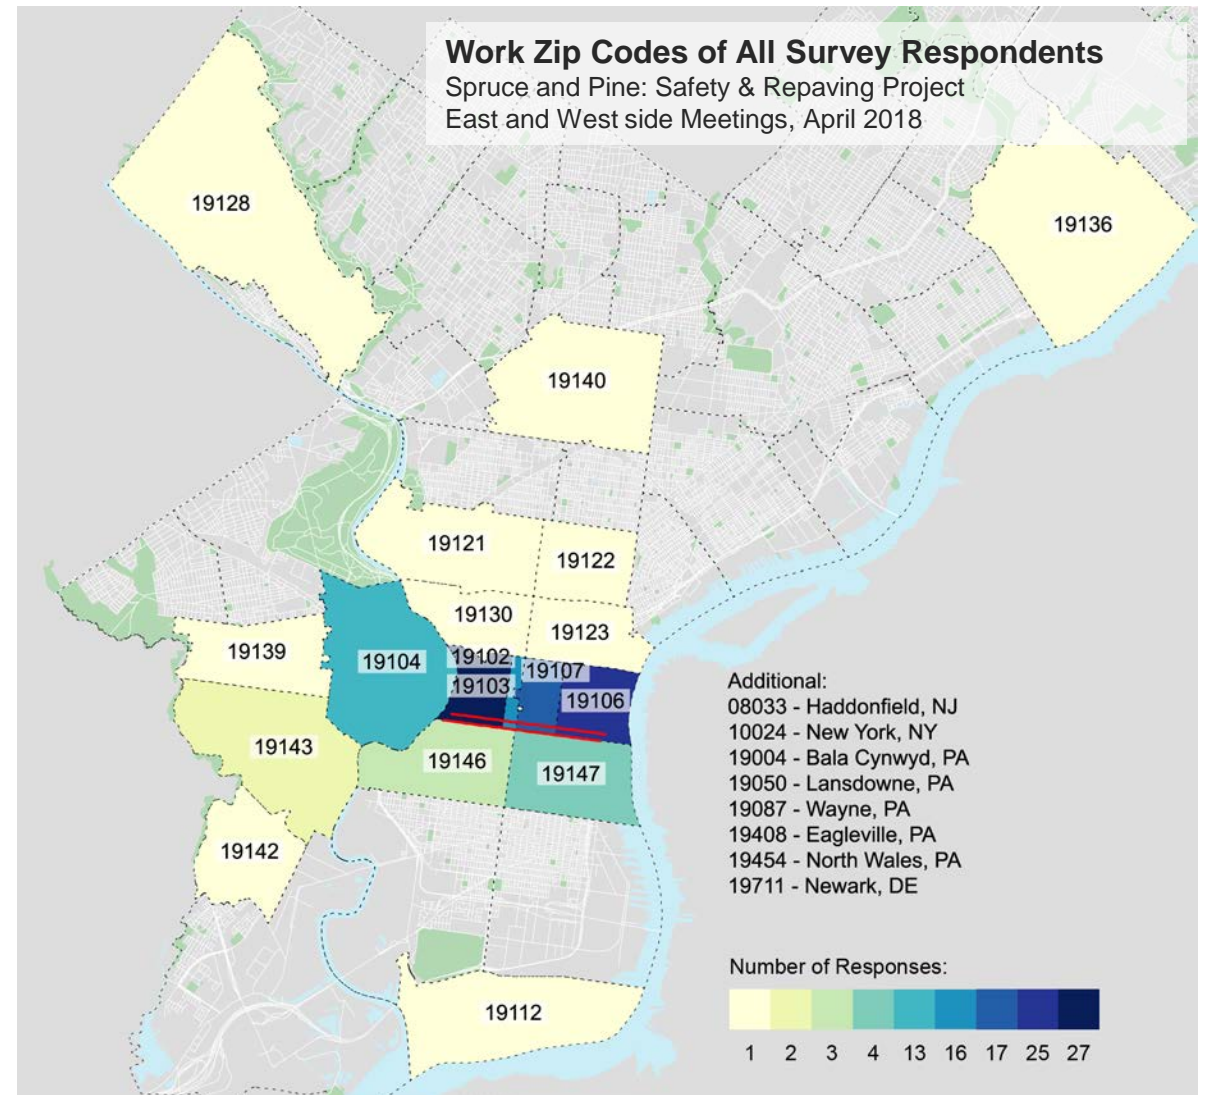 Work Zip Codes of All Survey Respondents
Spruce and Pine: Safety & Repaving Project
East and West side Meetings, April 2018
19128
19136
19140
19121
19122
19130
19123
19139
19104
19102
19107
19103
19106
19143
19146
19147
19142
19112
Additional:
08033 - Haddonfield, NJ
10024 - New York, NY
19004 - Bala Cynwyd, PA
19050 - Lansdowne, PA
19087 - Wayne, PA
19408 - Eagleville, PA
19454 - North Wales, PA
19711 - Newark, DE
Number of Responses:
1 2 3 4 13 16 17 25 27